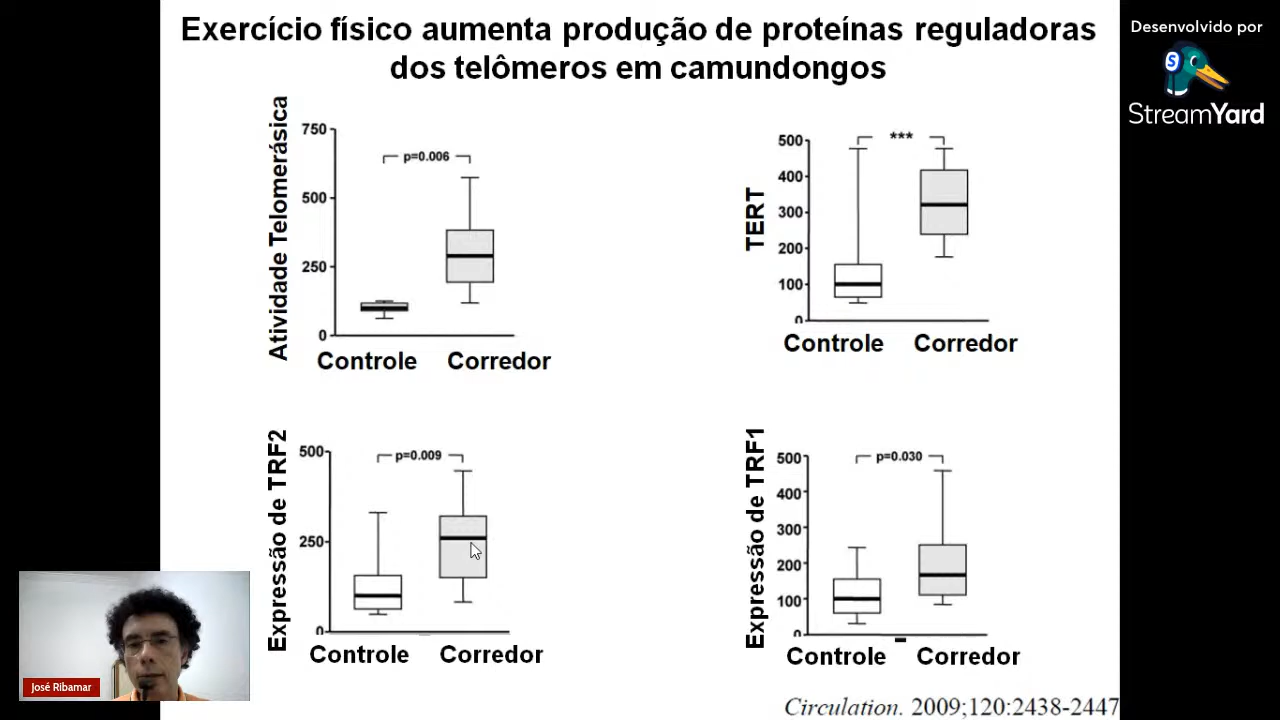 Exercício físico aumenta produção de proteínas reguladoras
dos telômeros em camundongos
Desenvolvido por
S
StreamYard
Atividade Telomerásica
750
500
250
0
p=0.006
Controle
Corredor
TERT
500
400
300
200
100
0
***
Controle
Corredor
Expressão de TRF2
500
250
0
p=0.009
Controle
Corredor
Expressão de TRF1
500
400
300
200
100
0
p=0.030
Controle
Corredor
José Ribamar
Circulation. 2009;120:2438-2447